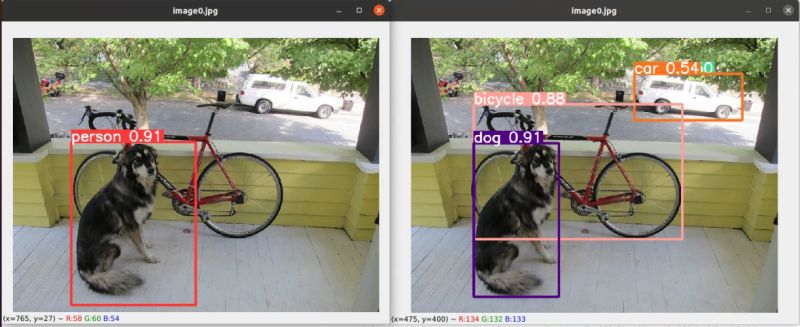 image0.jpg
person 0.91
(x=765, y=27) ~ R:58 G:60 B:54
image0.jpg
car 0.54
bicycle 0.88
dog 0.91
(x=475, y=400) ~ R:134 G:132 B:133